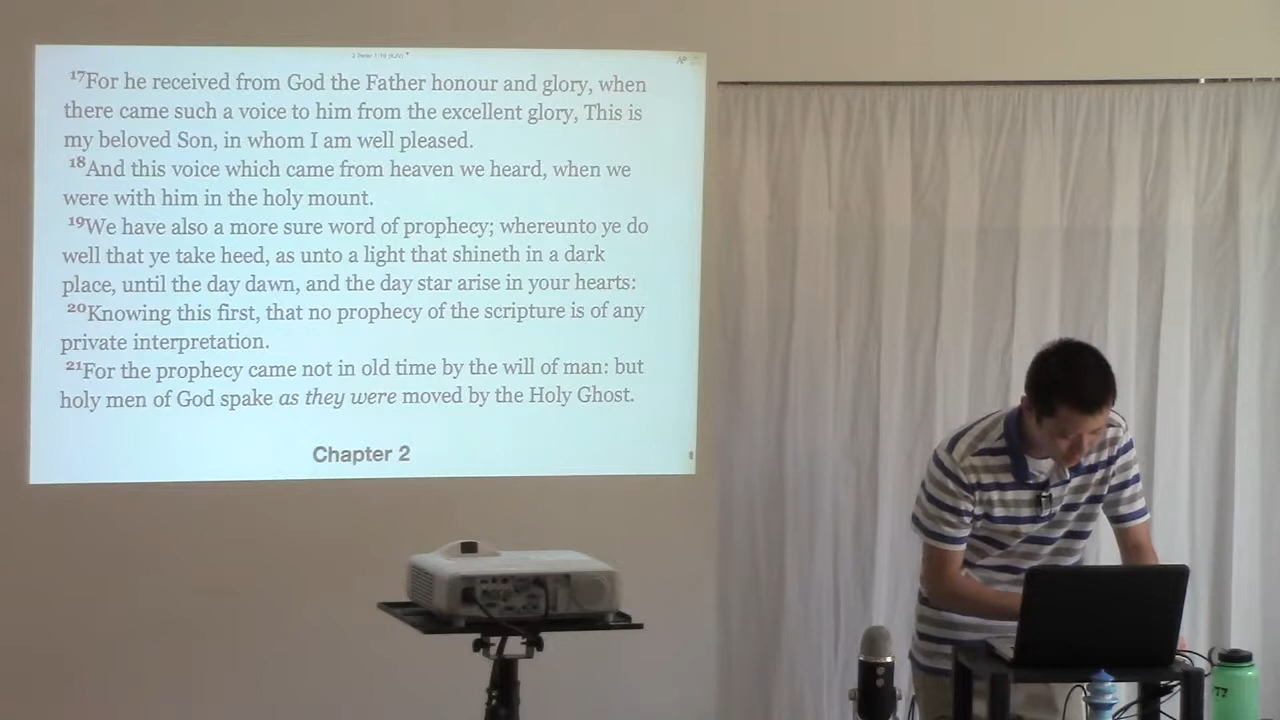 2 Peter 1:16 (KJV)
17For he received from God the Father honour and glory, when
there came such a voice to him from the excellent glory, This is
my beloved Son, in whom I am well pleased.
18And this voice which came from heaven we heard, when we
were with him in the holy mount.
19We have also a more sure word of prophecy; whereunto ye do
well that ye take heed, as unto a light that shineth in a dark
place, until the day dawn, and the day star arise in your hearts:
20Knowing this first, that no prophecy of the scripture is of any
private interpretation.
21For the prophecy came not in old time by the will of man: but
holy men of God spake as they were moved by the Holy Ghost.
Chapter 2